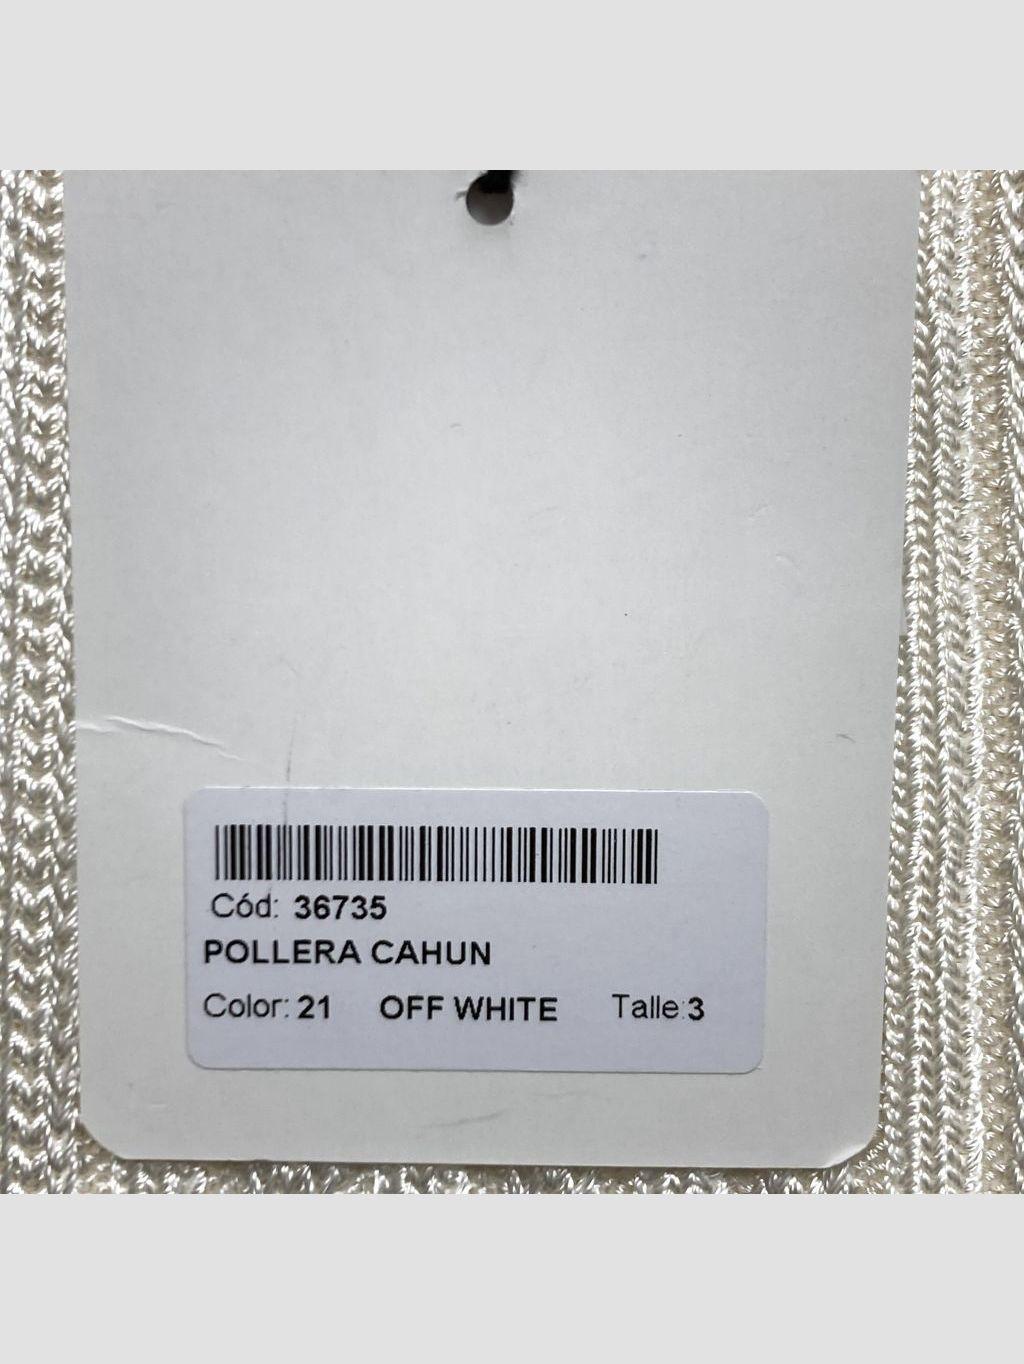 Cód: 36735
POLLERA CAHUN
Color: 21 OFF WHITE Talle:3